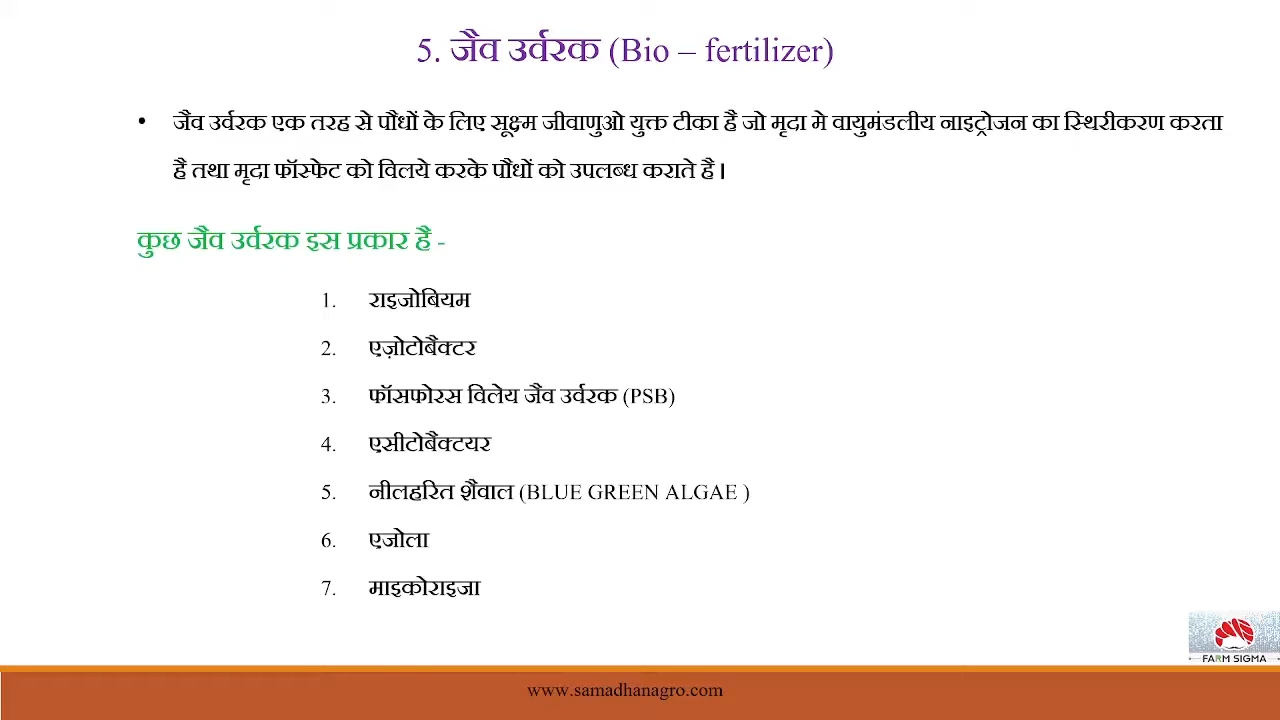 5. जैव उर्वरक (Bio – fertilizer)
• जैव उर्वरक एक तरह से पौधों के लिए सूक्ष्म जीवाणुओ युक्त टीका है जो मृदा मे वायुमंडलीय नाइट्रोजन का स्थिरीकरण करता
है तथा मृदा फॉस्फेट को विलये करके पौधों को उपलब्ध कराते है ।
कुछ जैव उर्वरक इस प्रकार है -
1. राइजोबियम
2. एज़ोटोबैक्टर
3. फॉसफोरस विलेय जैव उर्वरक (PSB)
4. एसीटोबैक्टयर
5. नीलहरित शैवाल (BLUE GREEN ALGAE )
6. एजोला
7. माइकोराइजा
FARM SIGMA
www.samadhanagro.com